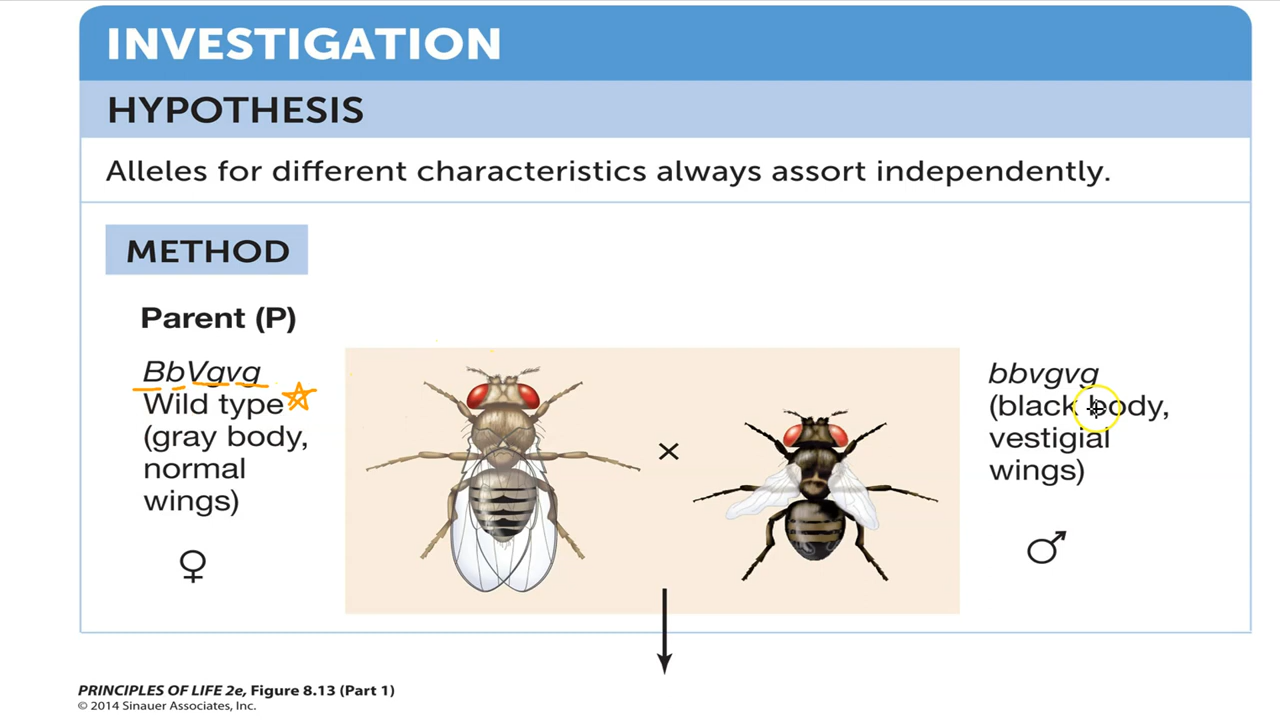 INVESTIGATION
HYPOTHESIS
Alleles for different characteristics always assort independently.
METHOD
Parent (P)
BbVgvg
Wild type
(gray body,
normal
wings)
♀
×
bbvgvg
(black body,
vestigial
wings)
♂
PRINCIPLES OF LIFE 2e, Figure 8.13 (Part 1)
© 2014 Sinauer Associates, Inc.